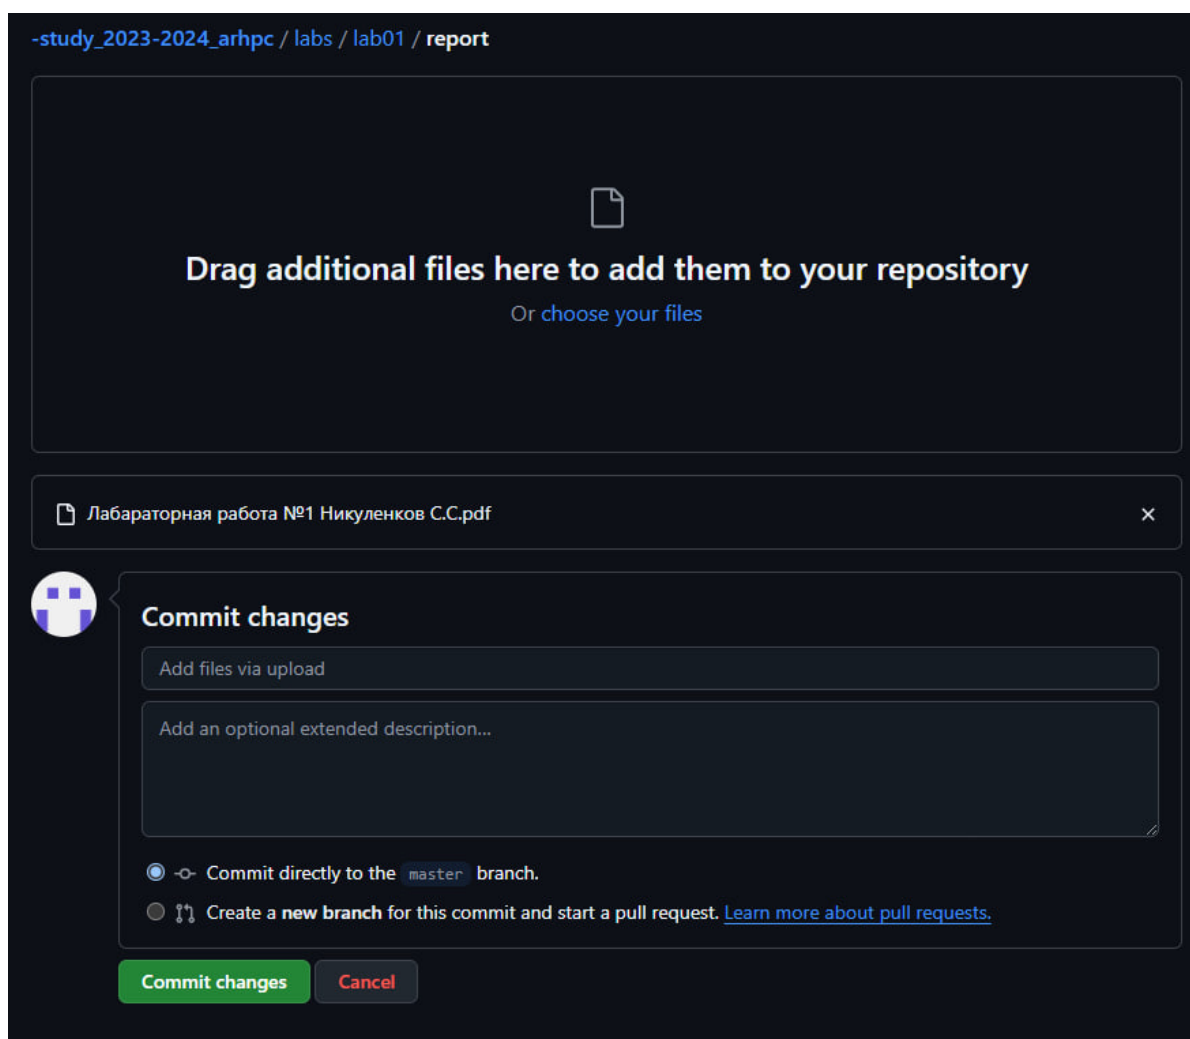 -study_2023-2024_arhpc / labs / lab01 / report
Drag additional files here to add them to your repository
Or choose your files
Лабараторная работа №1 Никуленков С.С.pdf
Commit changes
Add files via upload
Add an optional extended description...
Commit directly to the master branch.
Create a new branch for this commit and start a pull request. Learn more about pull requests.
Commit changes Cancel